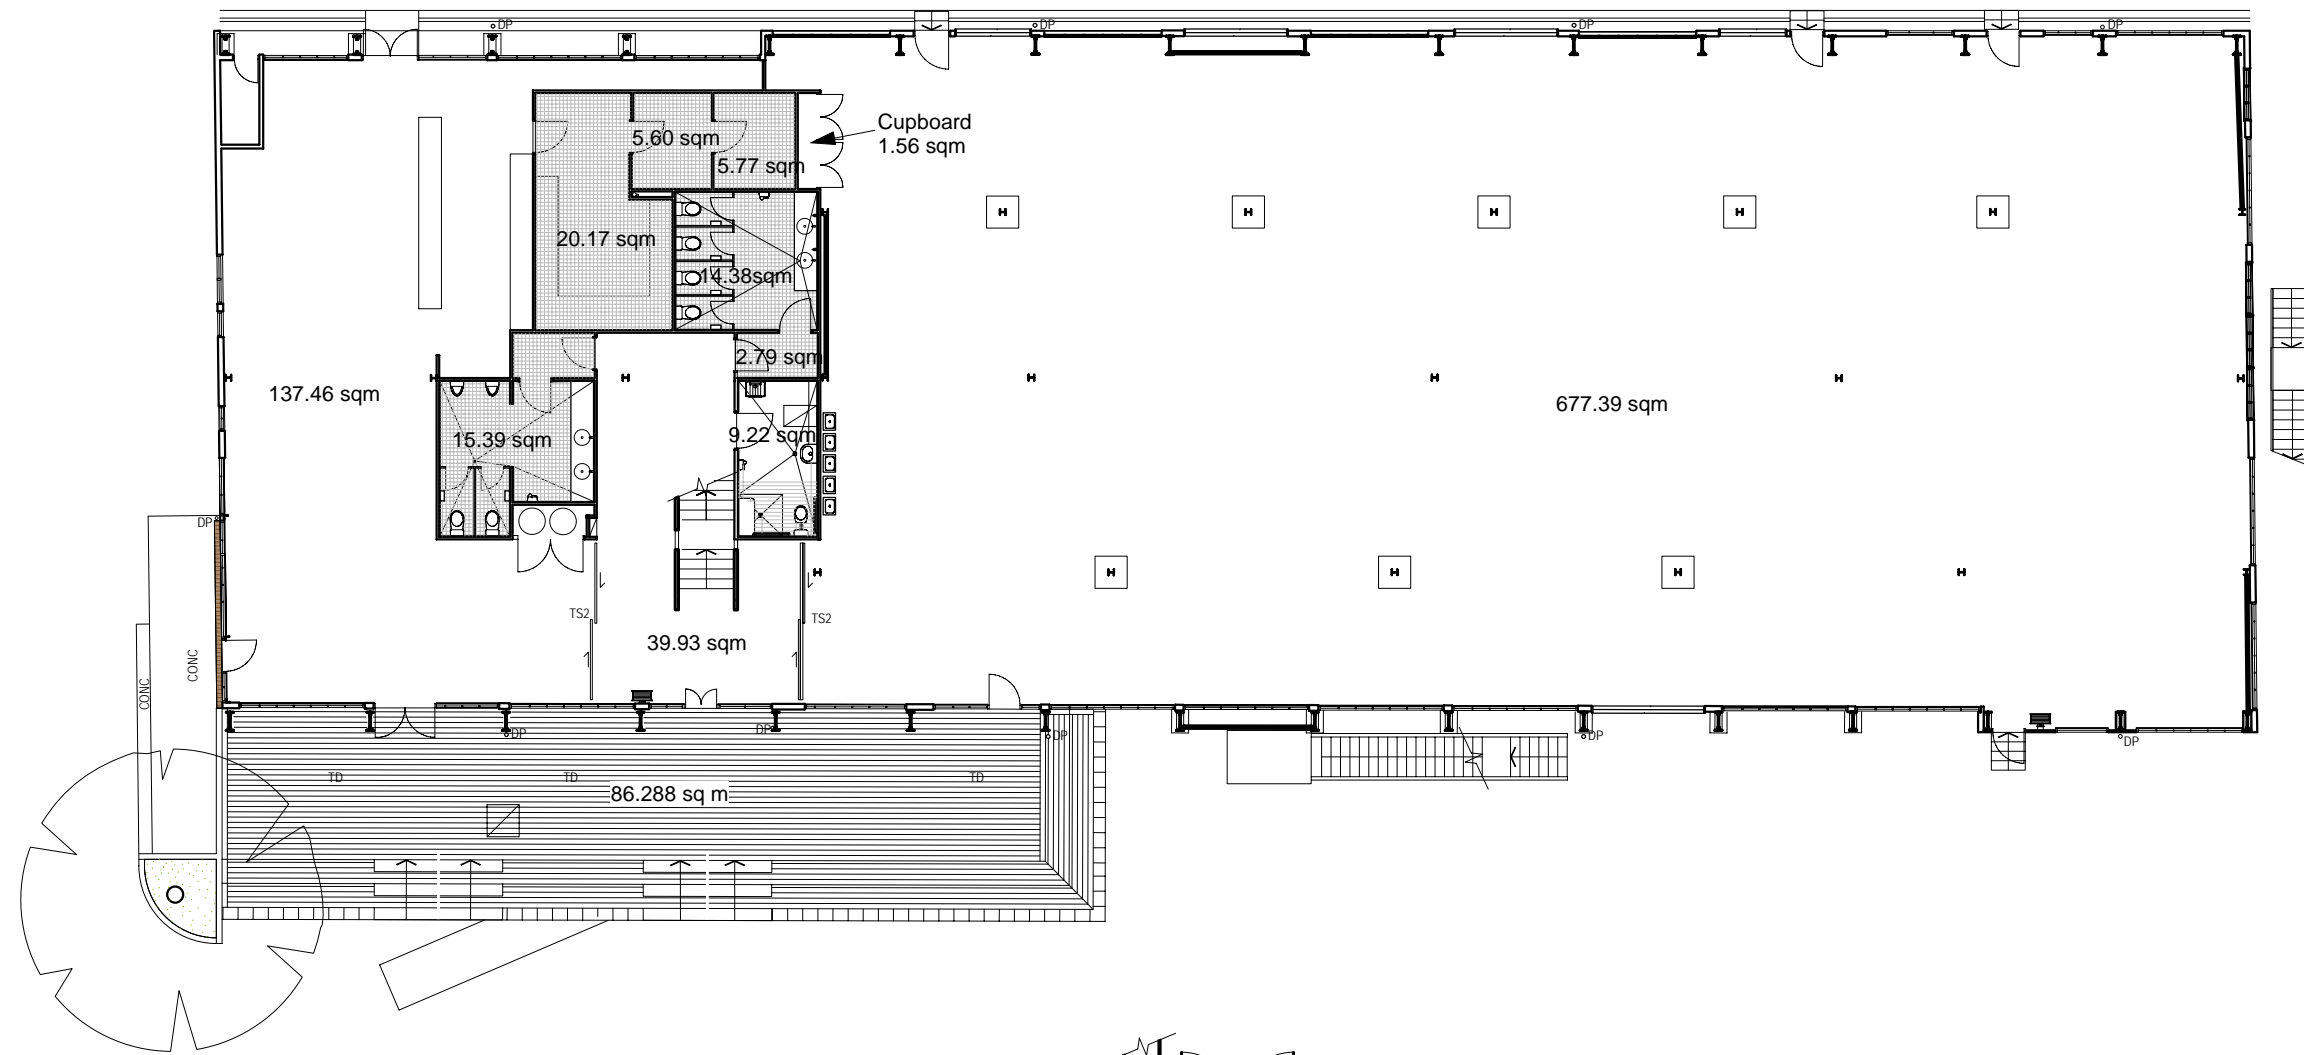 DP
DP
DP
DP
Cupboard
1.56 sqm
5.60 sqm
5.77 sqm
20.17 sqm
14.38sqm
2.79 sqm
137.46 sqm
677.39 sqm
15.39 sqm
9.22 sqm
DP
TS2
TS2
39.93 sqm
CONC
CONC
DP
DP
DP
DP
DP
TD
TD
TD
86.288 sq m